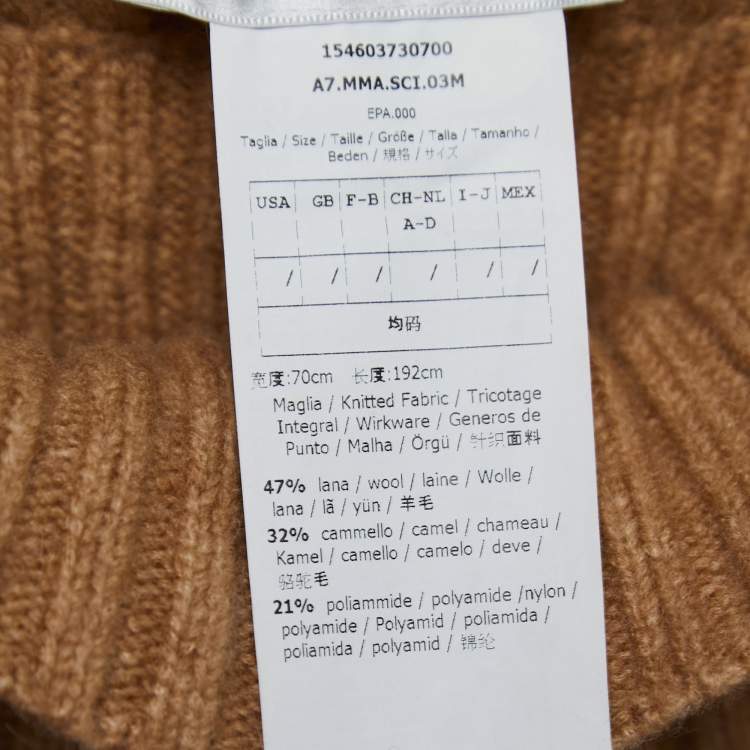 154603730700
A7.MMA.SCI.03M
EPA.000
Taglia / Size / Taille / Größe / Talla / Tamanho /
Beden / 規格 / サイズ
USA GB F-B CH-NL I-J MEX
A-D
/ / / / / /
均码
宽度:70cm 长度:192cm
Maglia / Knitted Fabric / Tricotage
Integral / Wirkware / Generos de
Punto / Malha / Örgü / 针织面料
47% lana / wool / laine / Wolle /
lana / lã / yün / 羊毛
32% cammello / camel / chameau /
Kamel / camello / camelo / deve /
骆驼毛
21% poliammide / polyamide /nylon /
polyamide / Polyamid / poliamida /
poliamida / polyamid / 锦纶